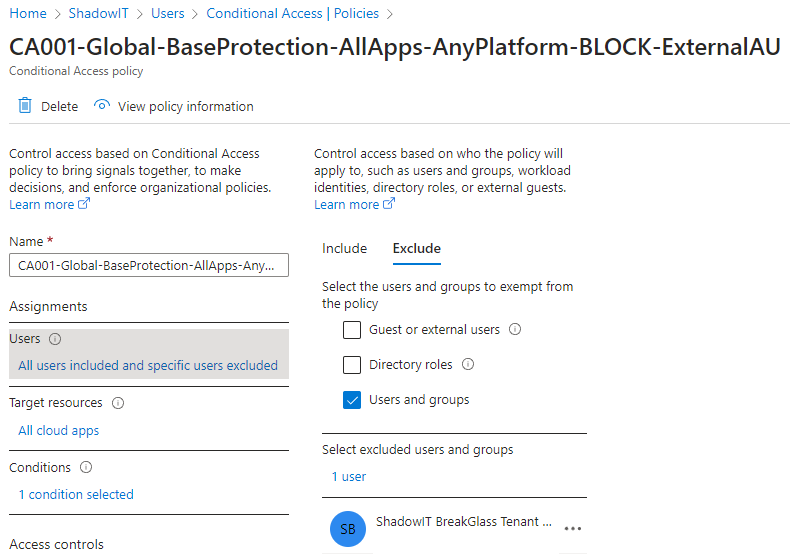 Home > ShadowIT > Users > Conditional Access | Policies >
CA001-Global-BaseProtection-AllApps-AnyPlatform-BLOCK-ExternalAU
Conditional Access policy
Delete View policy information
Control access based on Conditional Access
policy to bring signals together, to make
decisions, and enforce organizational policies.
Learn more
Name *
CA001-Global-BaseProtection-AllApps-Any...
Assignments
Users
All users included and specific users excluded
Target resources
All cloud apps
Conditions
1 condition selected
Access controls
Control access based on who the policy will
apply to, such as users and groups, workload
identities, directory roles, or external guests.
Learn more
Include Exclude
Select the users and groups to exempt from
the policy
Guest or external users
Directory roles
Users and groups
Select excluded users and groups
1 user
SB ShadowIT BreakGlass Tenant ...